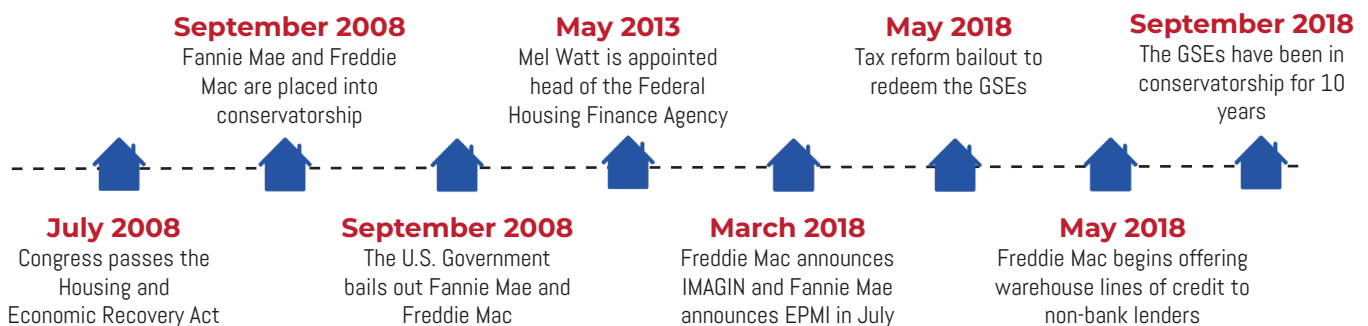 September 2008
Fannie Mae and Freddie
Mac are placed into
conservatorship
May 2013
Mel Watt is appointed
head of the Federal
Housing Finance Agency
May 2018
Tax reform bailout to
redeem the GSEs
September 2018
The GSEs have been in
conservatorship for 10
years
July 2008
Congress passes the
Housing and
Economic Recovery Act
September 2008
The U.S. Government
bails out Fannie Mae and
Freddie Mac
March 2018
Freddie Mac announces
IMAGIN and Fannie Mae
announces EPMI in July
May 2018
Freddie Mac begins offering
warehouse lines of credit to
non-bank lenders